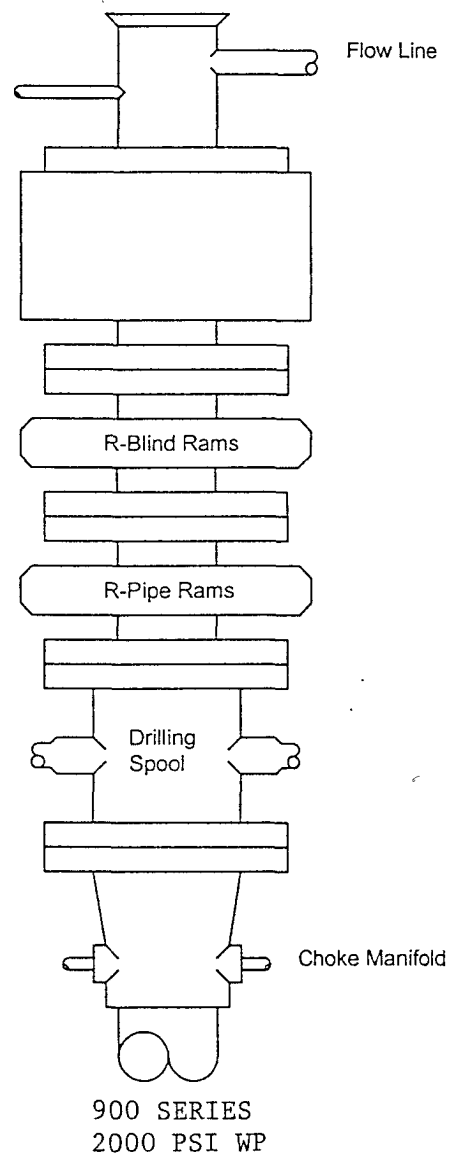 Flow Line
R-Blind Rams
R-Pipe Rams
Drilling
Spool
Choke Manifold
900 SERIES
2000 PSI WP